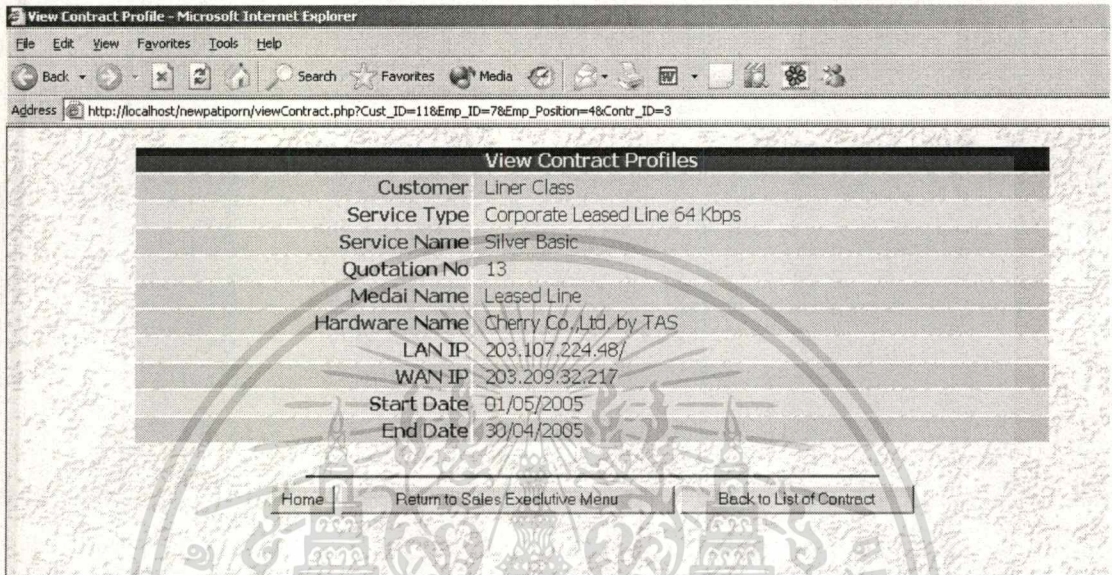 View Contract Profile - Microsoft Internet Explorer
File Edit View Favorites Tools Help
Back Search Favorites Media
Address http://localhost/newpatiporn/viewContract.php?Cust_ID=11&Emp_ID=7&Emp_Position=4&Contr_ID=3
View Contract Profiles
Customer Liner Class
Service Type Corporate Leased Line 64 Kbps
Service Name Silver Basic
Quotation No 13
Medai Name Leased Line
Hardware Name Cherry Co.,Ltd. by TAS
LAN IP 203.107.224.48/
WAN IP 203.209.32.217
Start Date 01/05/2005
End Date 30/04/2005
Home Return to Sales Execlutive Menu Back to List of Contract